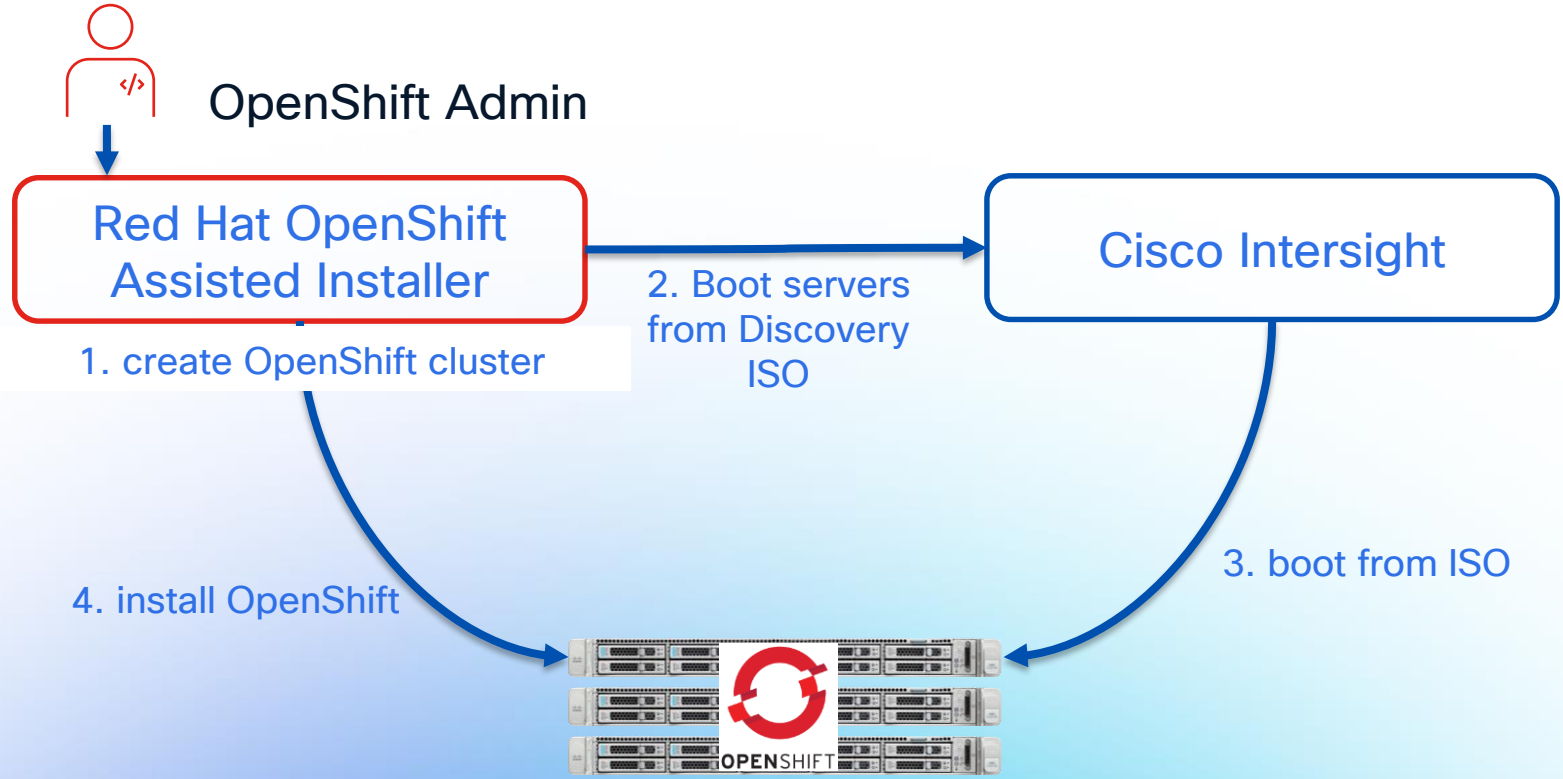 </>
OpenShift Admin
Red Hat OpenShift
Assisted Installer
Cisco Intersight
2. Boot servers
from Discovery
ISO
1. create OpenShift cluster
3. boot from ISO
4. install OpenShift
OPENSHIFT